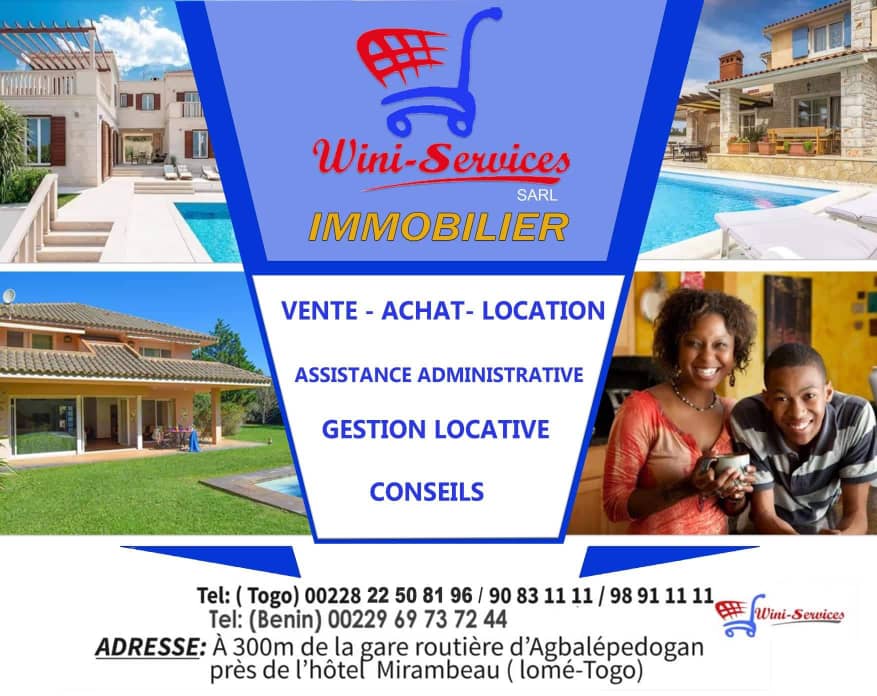 Wini-Services
SARL
IMMOBILIER
VENTE - ACHAT- LOCATION
ASSISTANCE ADMINISTRATIVE
GESTION LOCATIVE
CONSEILS
Tel: ( Togo) 00228 22 50 81 96 / 90 83 11 11 / 98 91 11 11
Tel: (Benin) 00229 69 73 72 44
Wini-Services
ADRESSE: À 300m de la gare routière d’Agbalépedogan
près de l’hôtel Mirambeau ( lomé-Togo)